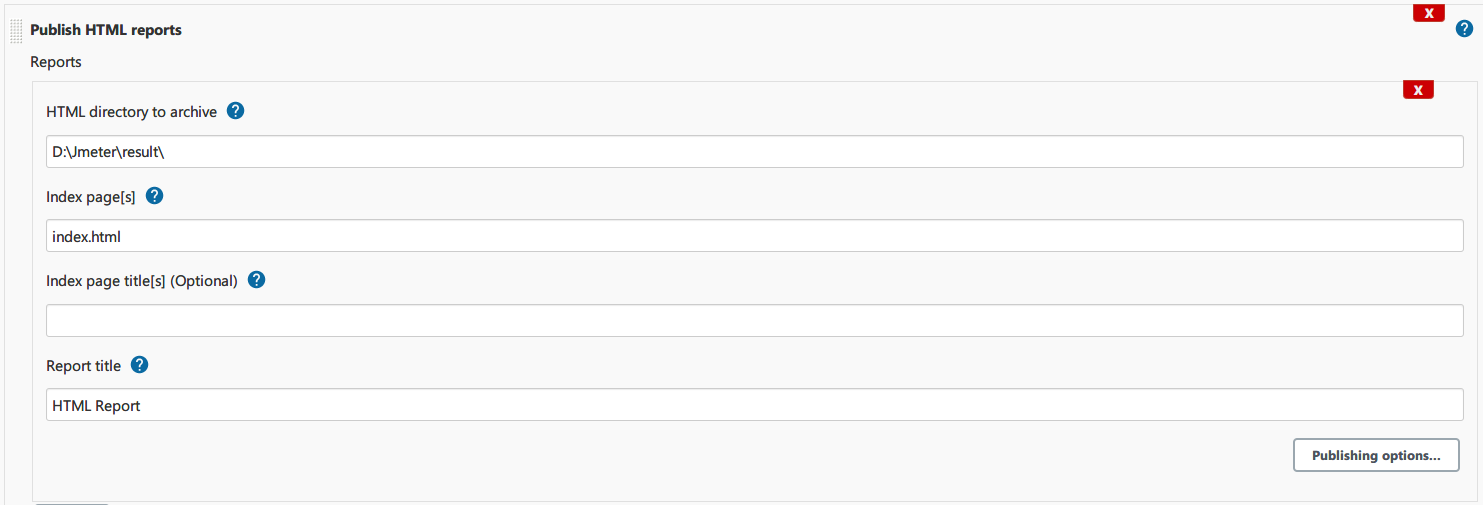 X
Publish HTML reports ?
Reports
X
HTML directory to archive ?
D:\Jmeter\result\
Index page[s] ?
index.html
Index page title[s] (Optional) ?
Report title ?
HTML Report
Publishing options...